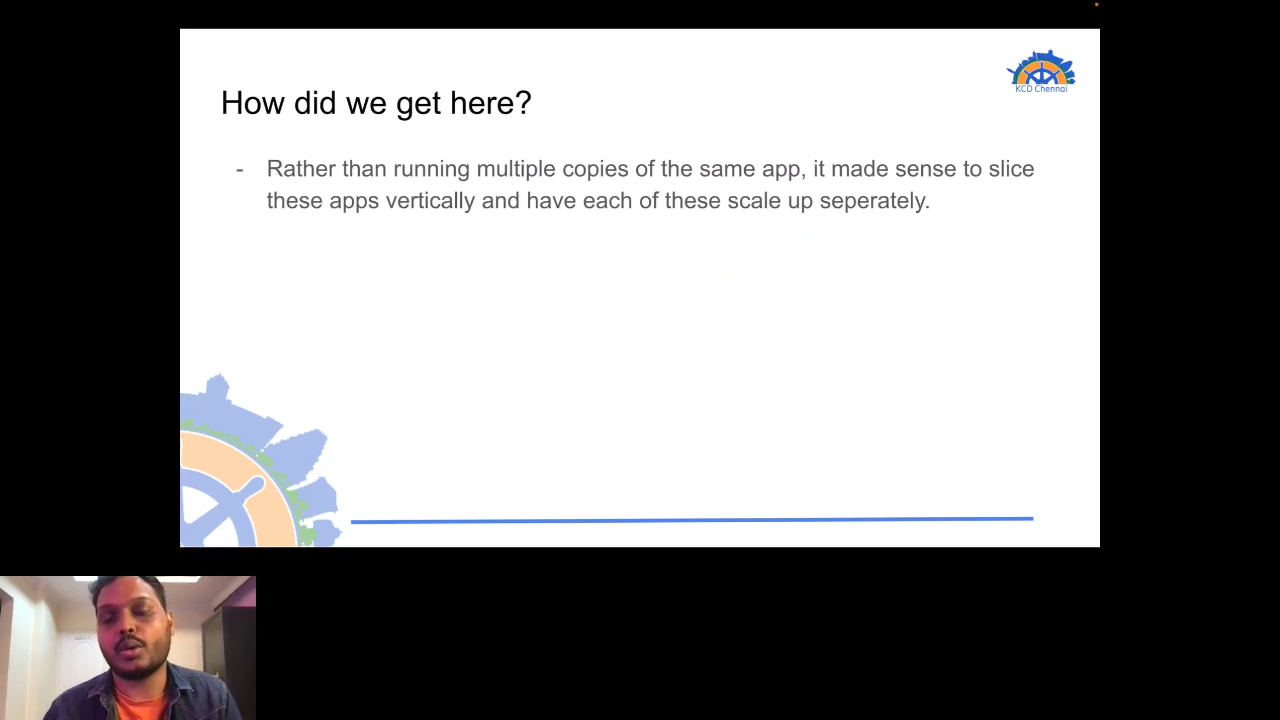 KCD Chennai
How did we get here?
- Rather than running multiple copies of the same app, it made sense to slice
these apps vertically and have each of these scale up seperately.